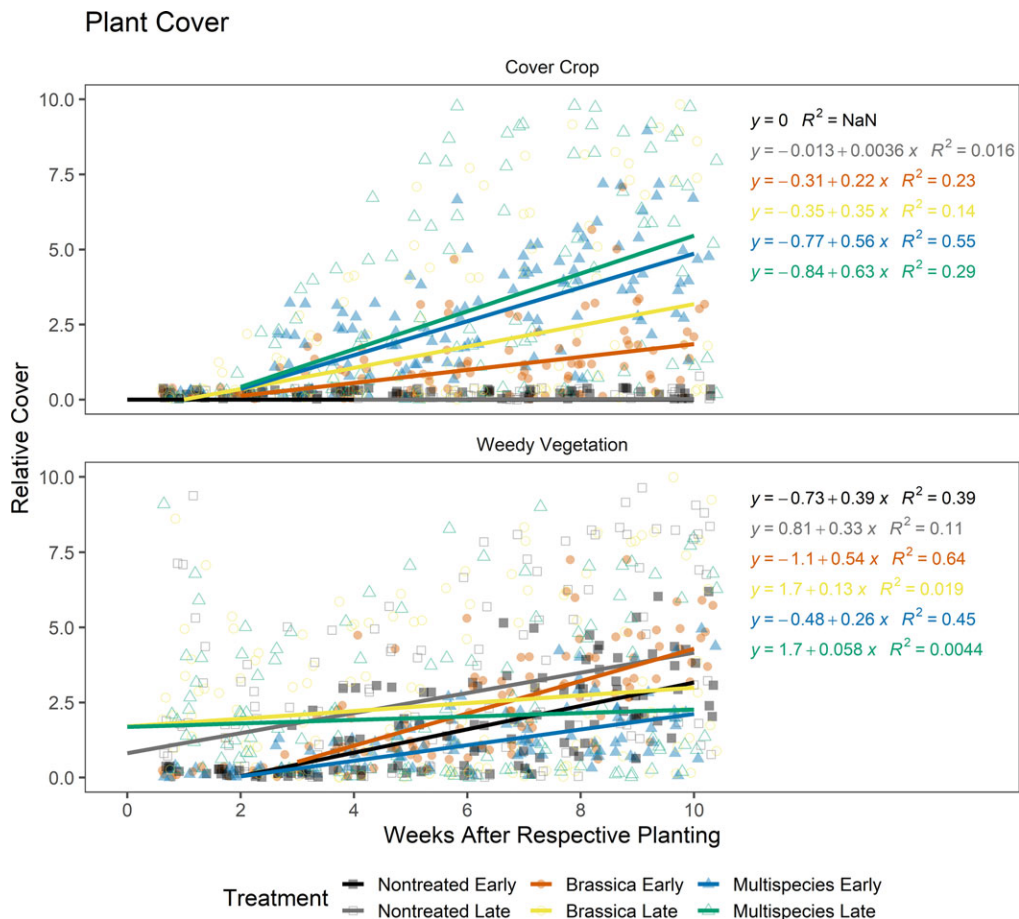 Plant Cover
Cover Crop
10.0
7.5
5.0
2.5
0.0
y = 0 R² = NaN
y = −0.013 + 0.0036 x R² = 0.016
y = −0.31 + 0.22 x R² = 0.23
y = −0.35 + 0.35 x R² = 0.14
y = −0.77 + 0.56 x R² = 0.55
y = −0.84 + 0.63 x R² = 0.29
Relative Cover
Weedy Vegetation
10.0
7.5
5.0
2.5
0.0
y = −0.73 + 0.39 x R² = 0.39
y = 0.81 + 0.33 x R² = 0.11
y = −1.1 + 0.54 x R² = 0.64
y = 1.7 + 0.13 x R² = 0.019
y = −0.48 + 0.26 x R² = 0.45
y = 1.7 + 0.058 x R² = 0.0044
0 2 4 6 8 10
Weeks After Respective Planting
Treatment
Nontreated Early Brassica Early Multispecies Early
Nontreated Late Brassica Late Multispecies Late